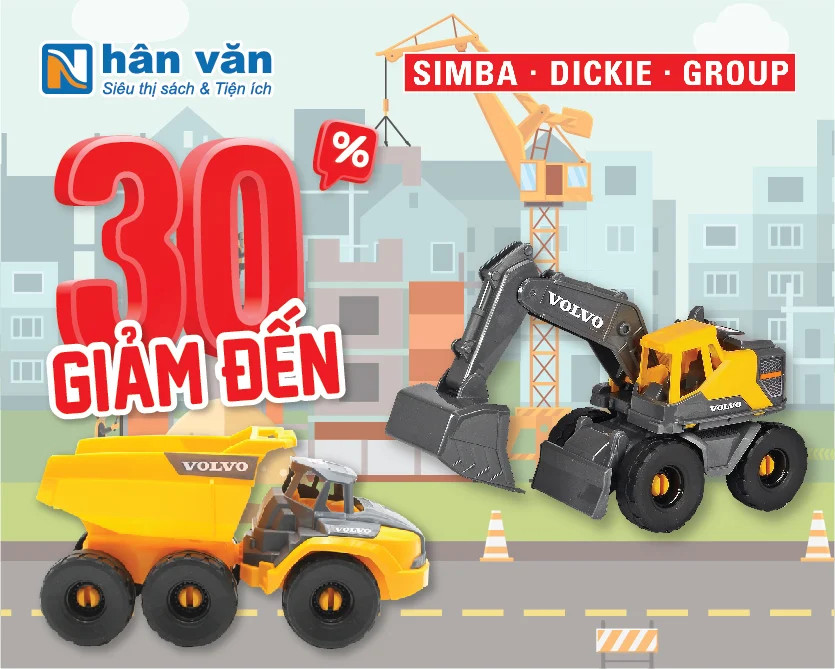 Nhân văn
Siêu thị sách & Tiện ích
SIMBA · DICKIE · GROUP
30%
GIẢM ĐẾN
VOLVO
VOLVO
VOLVO
VOLVO